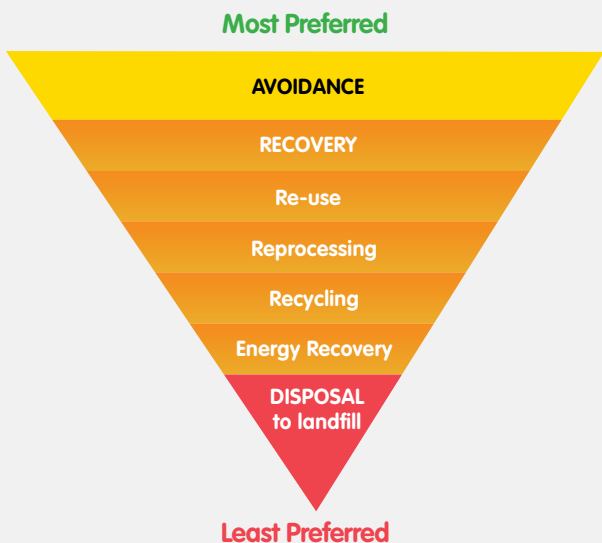 Most Preferred
AVOIDANCE
RECOVERY
Re-use
Reprocessing
Recycling
Energy Recovery
DISPOSAL
to landfill
Least Preferred